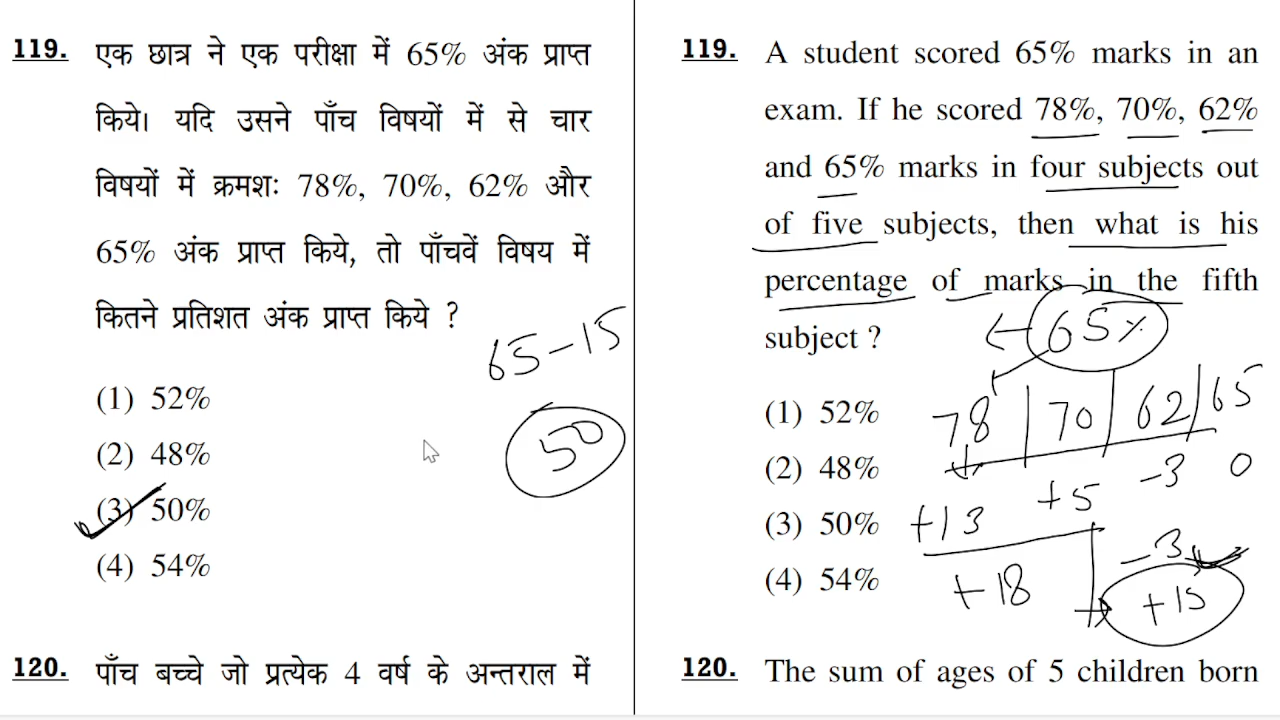 119. एक छात्र ने एक परीक्षा में 65% अंक प्राप्त
किये। यदि उसने पाँच विषयों में से चार
विषयों में क्रमशः 78%, 70%, 62% और
65% अंक प्राप्त किये, तो पाँचवें विषय में
कितने प्रतिशत अंक प्राप्त किये ?
65-15
50
(1) 52%
(2) 48%
(3) 50%
(4) 54%
120. पाँच बच्चे जो प्रत्येक 4 वर्ष के अन्तराल में
119. A student scored 65% marks in an
exam. If he scored 78%, 70%, 62%
and 65% marks in four subjects out
of five subjects, then what is his
percentage of marks in the fifth
subject ?
65%
(1) 52%
(2) 48%
(3) 50%
(4) 54%
78 70 62 65
+13 +5 -3 0
+18 -3
+15
120. The sum of ages of 5 children born